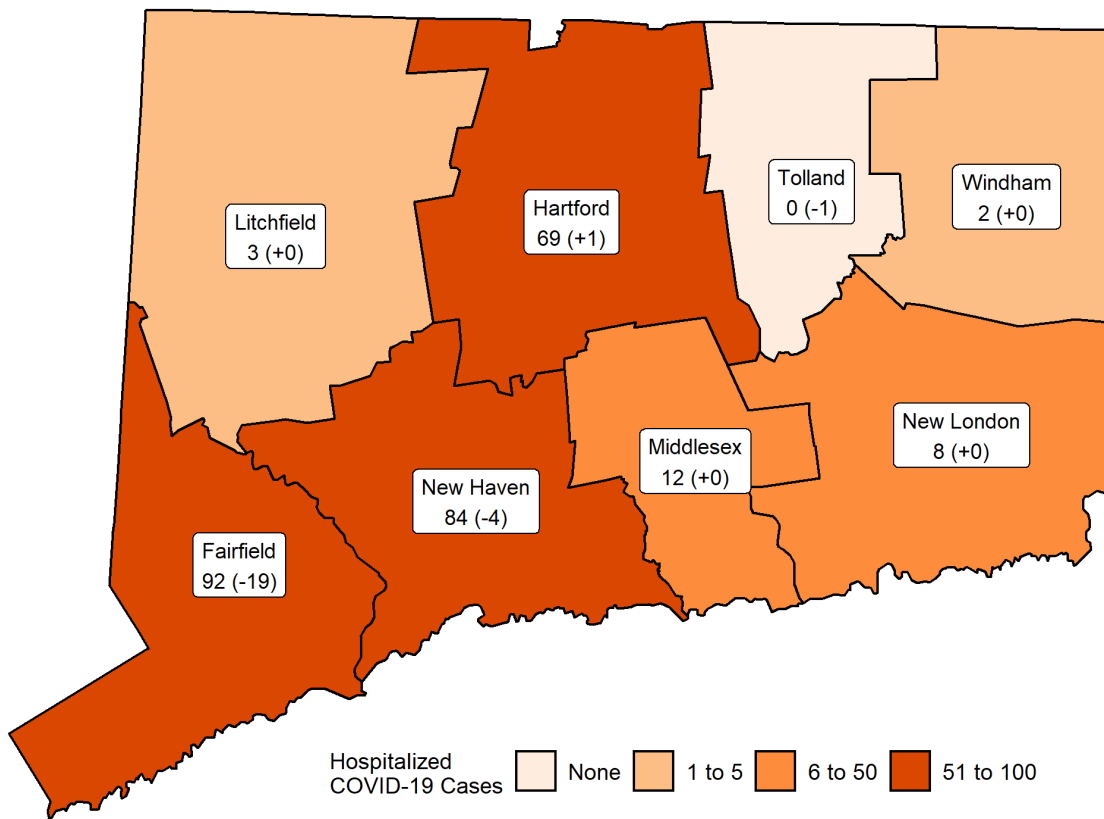 Tolland
0 (-1)
Windham
2 (+0)
Litchfield
3 (+0)
Hartford
69 (+1)
New London
8 (+0)
Middlesex
12 (+0)
New Haven
84 (-4)
Fairfield
92 (-19)
Hospitalized
COVID-19 Cases
None
1 to 5
6 to 50
51 to 100